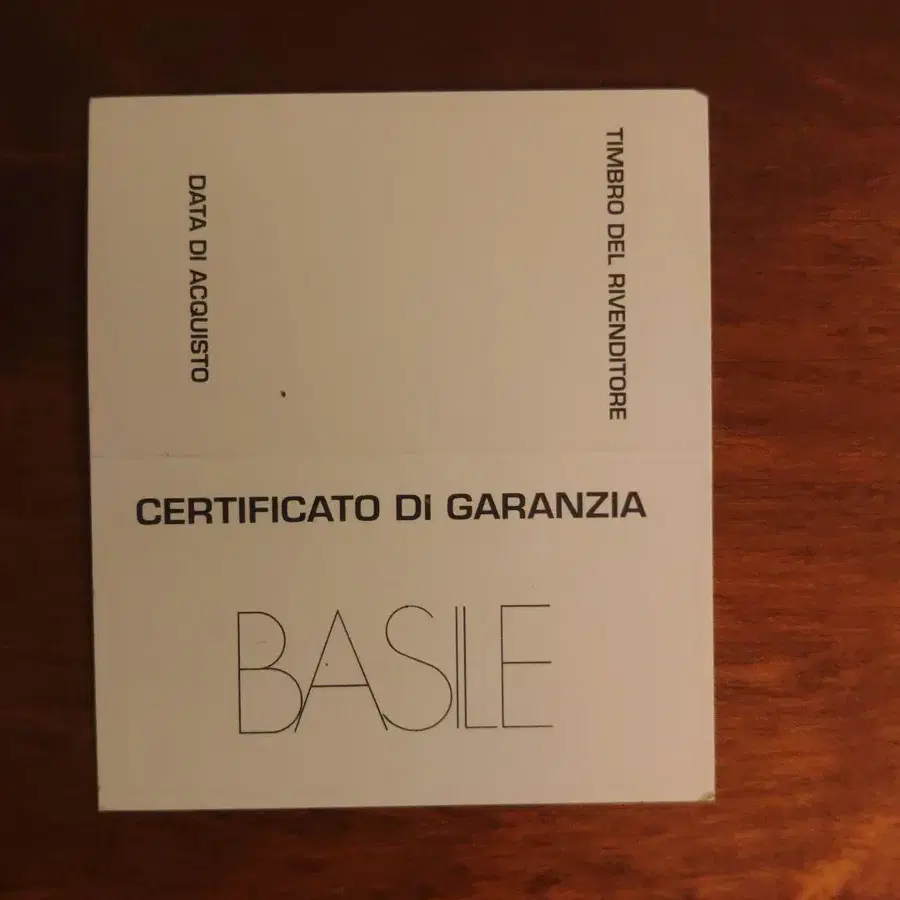 TIMBRO DEL RIVENDITORE
DATA DI ACQUISTO
CERTIFICATO Di GARANZIA
BASILE